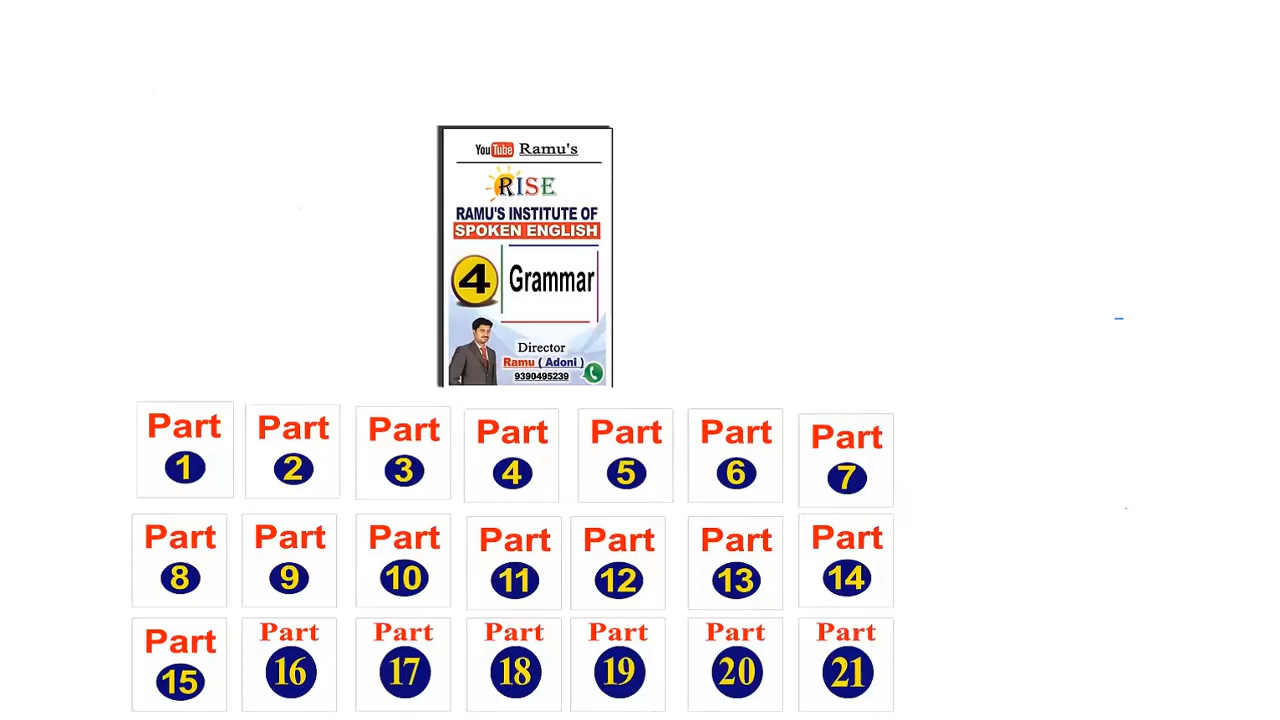 YouTube Ramu's
RISE
RAMU'S INSTITUTE OF
SPOKEN ENGLISH
4 Grammar
Director
Ramu ( Adoni )
9390495239
Part Part Part Part Part Part Part
1 2 3 4 5 6 7
Part Part Part Part Part Part Part
8 9 10 11 12 13 14
Part Part Part Part Part Part Part
15 16 17 18 19 20 21